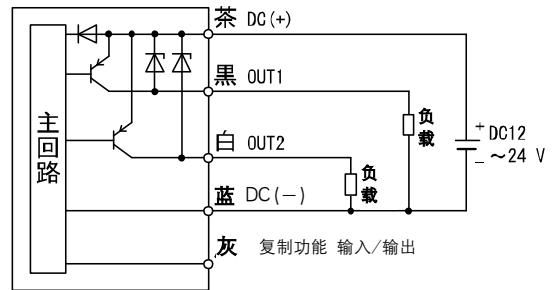 茶 DC(+)
黑 OUT1
主回路
负载
+ DC12
- ～24 V
白 OUT2
负载
蓝 DC(－)
灰 复制功能 输入/输出